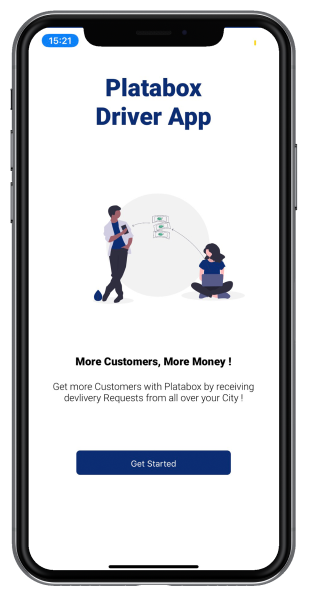 15:21
Platabox
Driver App
More Customers, More Money !
Get more Customers with Platabox by receiving
devlivery Requests from all over your City !
Get Started